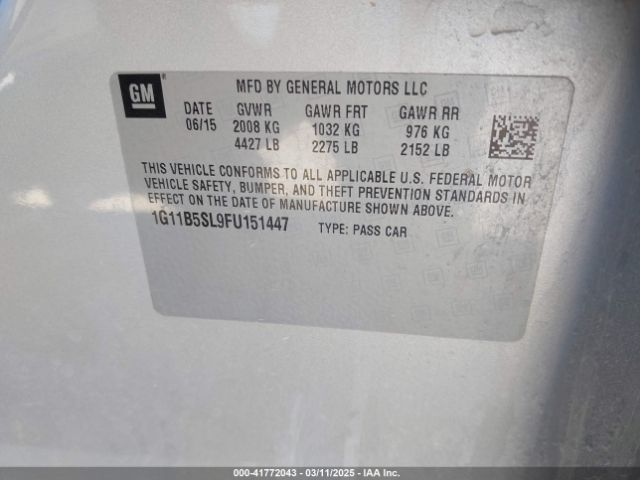 GM
MFD BY GENERAL MOTORS LLC
DATE GVWR GAWR FRT GAWR RR
06/15 2008 KG 1032 KG 976 KG
4427 LB 2275 LB 2152 LB
THIS VEHICLE CONFORMS TO ALL APPLICABLE U.S. FEDERAL MOTOR
VEHICLE SAFETY, BUMPER, AND THEFT PREVENTION STANDARDS IN
EFFECT ON THE DATE OF MANUFACTURE SHOWN ABOVE.
1G11B5SL9FU151447 TYPE: PASS CAR
000-41772043 - 03/11/2025 - IAAI.COM